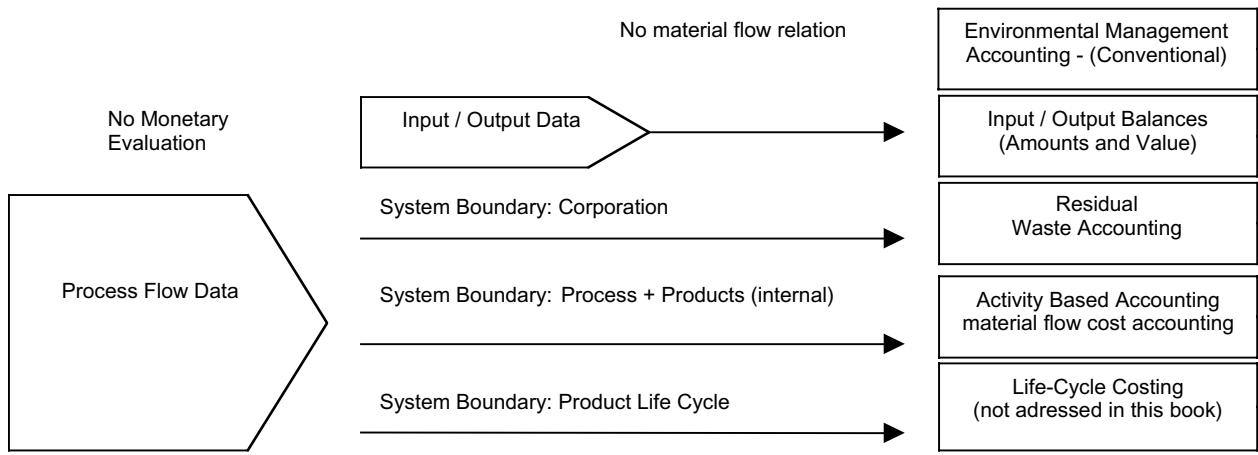 No material flow relation
Environmental Management
Accounting - (Conventional)
No Monetary
Evaluation
Input / Output Data
Input / Output Balances
(Amounts and Value)
System Boundary: Corporation
Residual
Waste Accounting
Process Flow Data
System Boundary: Process + Products (internal)
Activity Based Accounting
material flow cost accounting
System Boundary: Product Life Cycle
Life-Cycle Costing
(not adressed in this book)